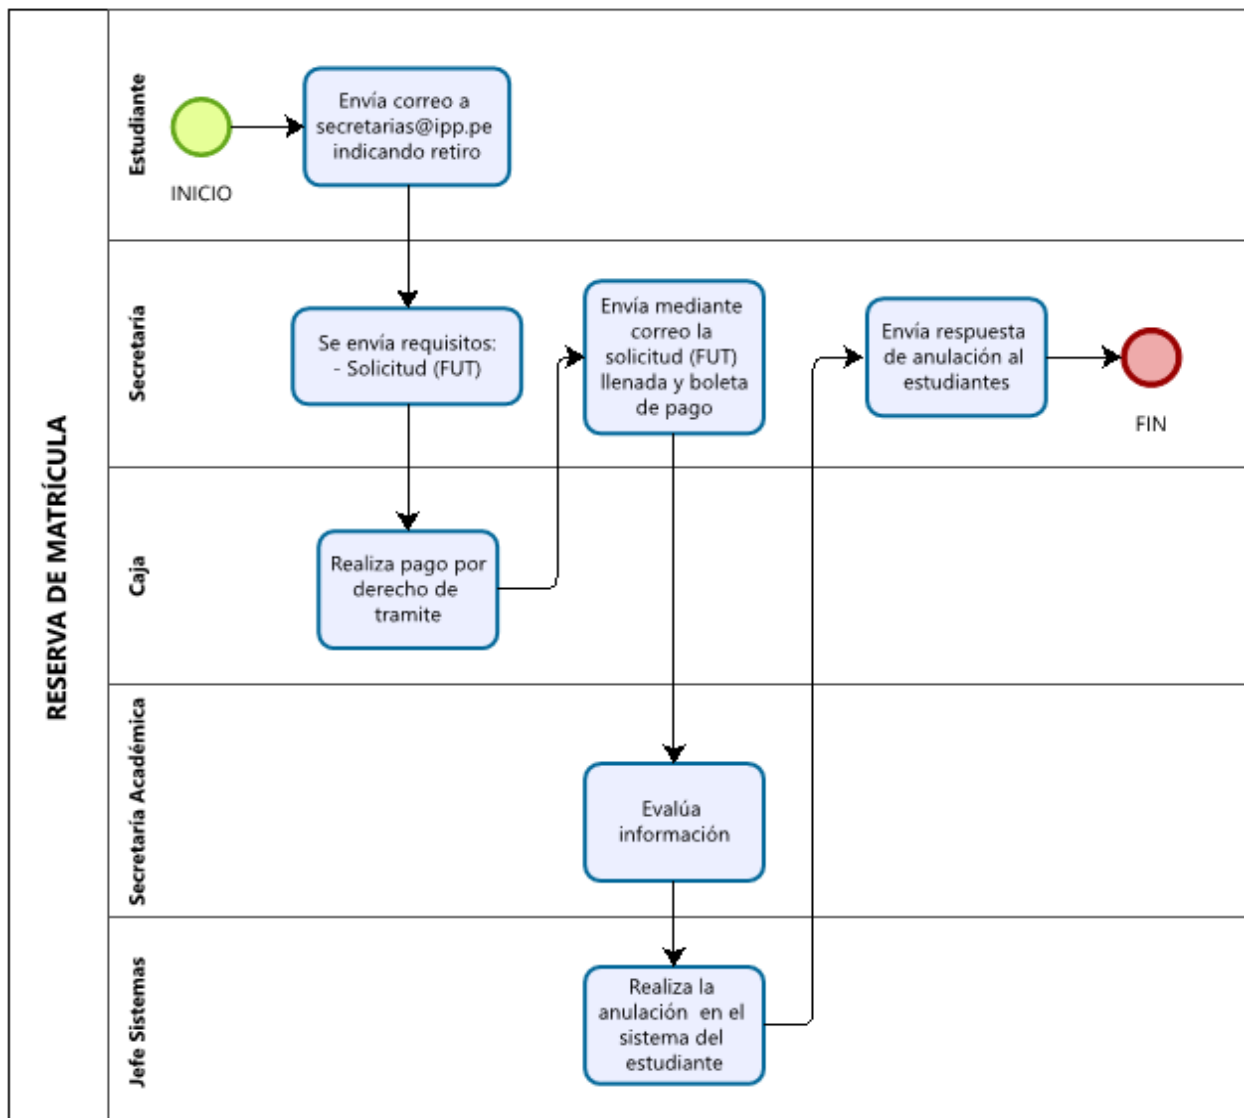 RESERVA DE MATRÍCULA
Estudiante
INICIO
Envía correo a
secretarias@ipp.pe
indicando retiro
Secretaría
Se envía requisitos:
- Solicitud (FUT)
Envía mediante
correo la
solicitud (FUT)
llenada y boleta
de pago
Envía respuesta
de anulación al
estudiantes
FIN
Caja
Realiza pago por
derecho de
tramite
Secretaría Académica
Evalúa
información
Jefe Sistemas
Realiza la
anulación en el
sistema del
estudiante